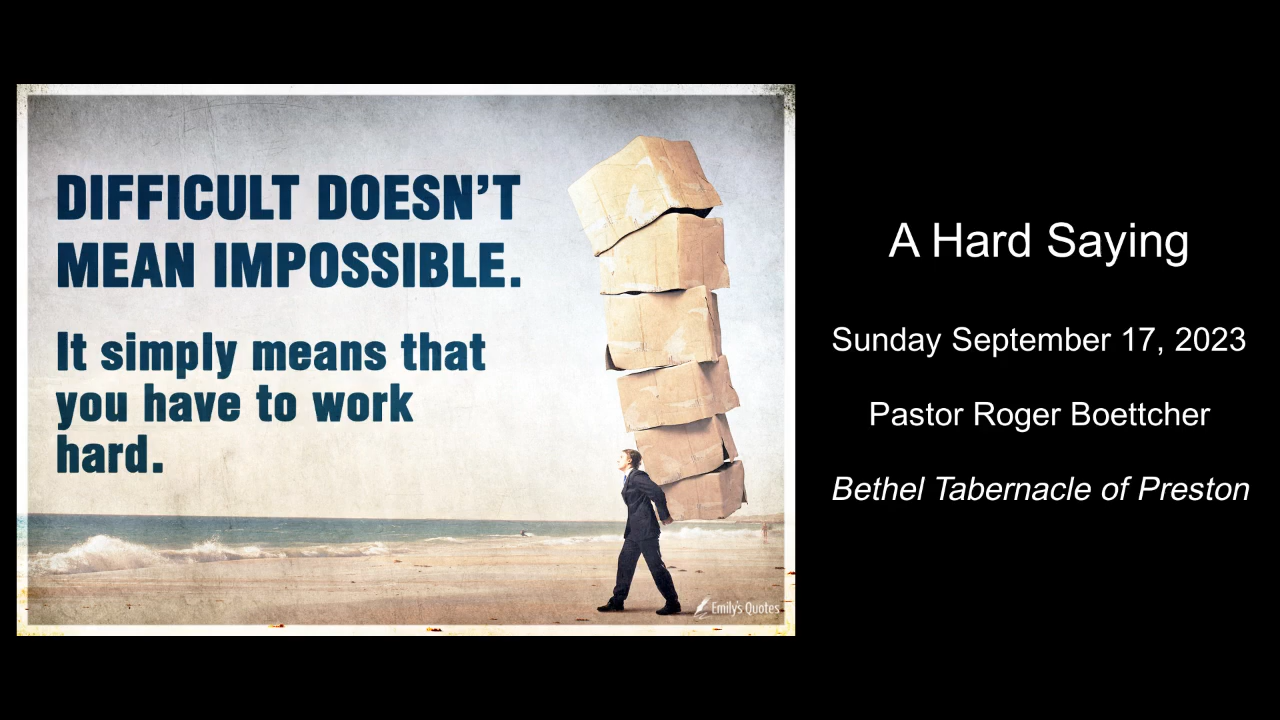 DIFFICULT DOESN'T
MEAN IMPOSSIBLE.
It simply means that
you have to work
hard.
Emily's Quotes
A Hard Saying
Sunday September 17, 2023
Pastor Roger Boettcher
Bethel Tabernacle of Preston